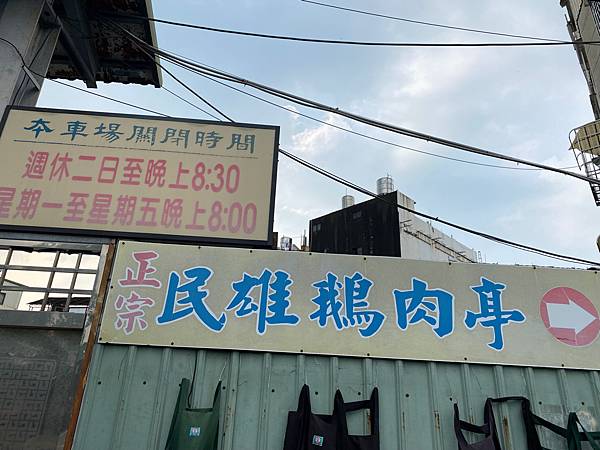 本車場關閉時間
週休二日至晚上8:30
星期一至星期五晚上8:00
正宗
民雄鵝肉亭